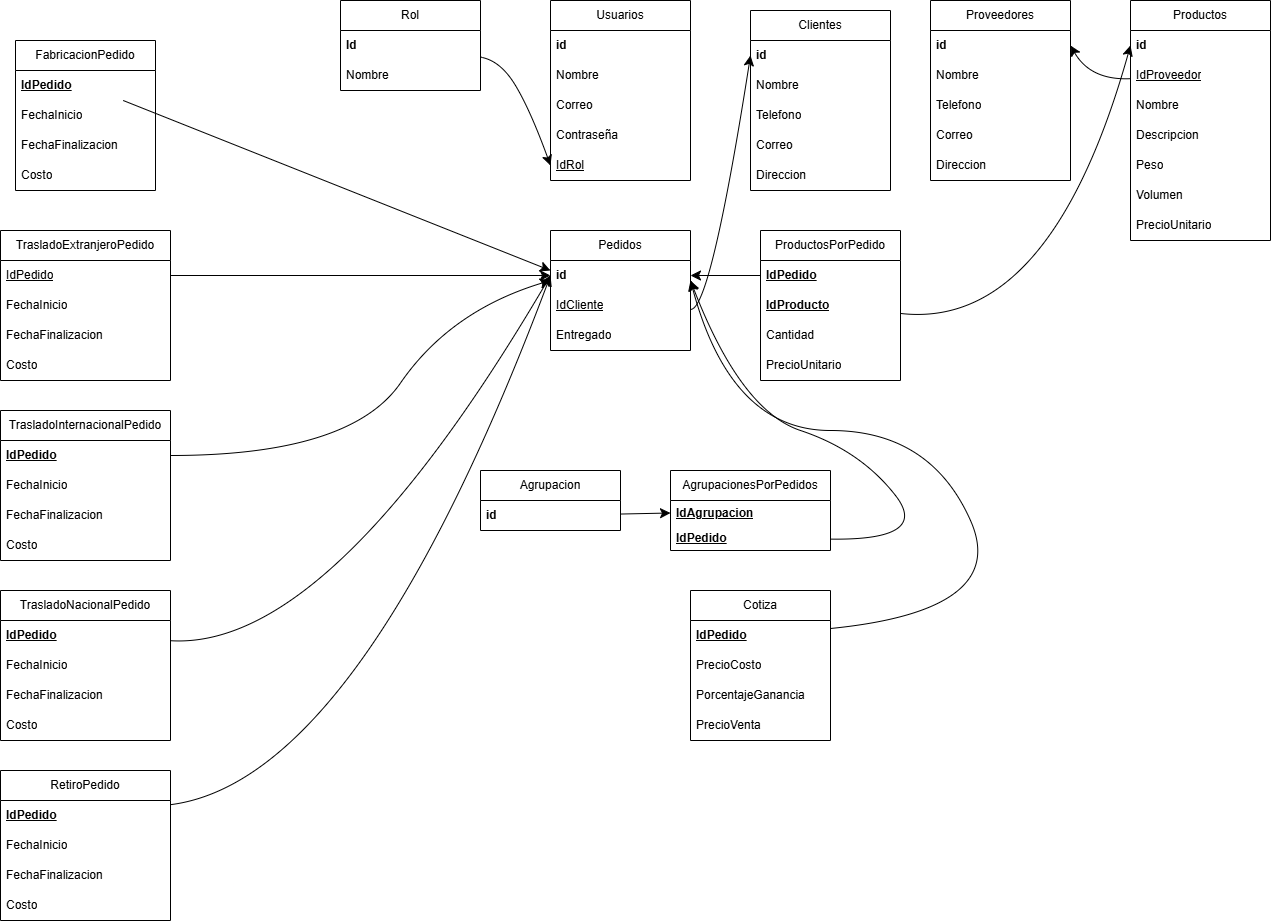 Rol
Id
Nombre
Usuarios
id
Nombre
Correo
Contraseña
IdRol
Clientes
id
Nombre
Telefono
Correo
Direccion
Proveedores
id
Nombre
Telefono
Correo
Direccion
Productos
id
IdProveedor
Nombre
Descripcion
Peso
Volumen
PrecioUnitario
FabricacionPedido
IdPedido
FechaInicio
FechaFinalizacion
Costo
TrasladoExtranjeroPedido
IdPedido
FechaInicio
FechaFinalizacion
Costo
Pedidos
id
IdCliente
Entregado
ProductosPorPedido
IdPedido
IdProducto
Cantidad
PrecioUnitario
TrasladoInternacionalPedido
IdPedido
FechaInicio
FechaFinalizacion
Costo
Agrupacion
id
AgrupacionesPorPedidos
IdAgrupacion
IdPedido
TrasladoNacionalPedido
IdPedido
FechaInicio
FechaFinalizacion
Costo
Cotiza
IdPedido
PrecioCosto
PorcentajeGanancia
PrecioVenta
RetiroPedido
IdPedido
FechaInicio
FechaFinalizacion
Costo